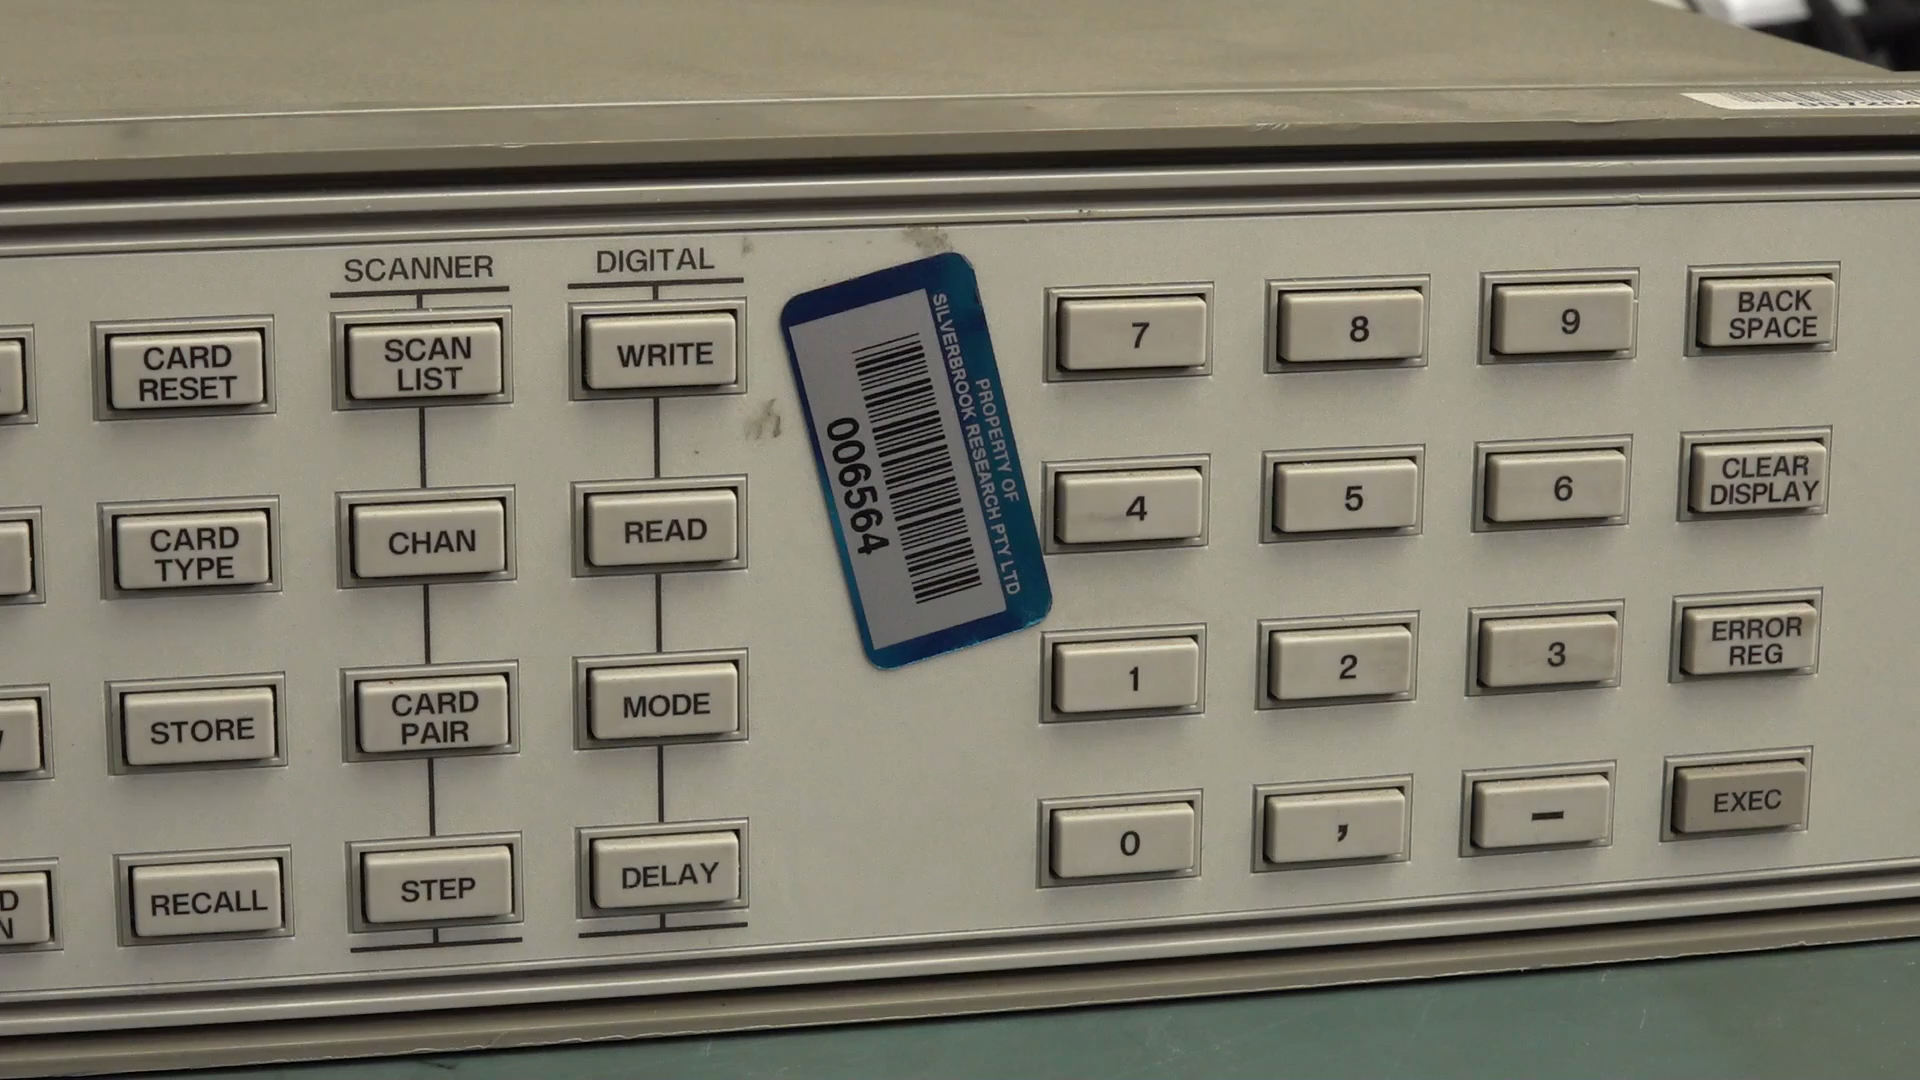 SCANNER
DIGITAL
CARD
RESET
SCAN
LIST
WRITE
7
8
9
BACK
SPACE
CARD
TYPE
CHAN
READ
PROPERTY OF
SILVERBROOK RESEARCH PTY LTD
006564
4
5
6
CLEAR
DISPLAY
STORE
CARD
PAIR
MODE
1
2
3
ERROR
REG
D
N
RECALL
STEP
DELAY
0
,
–
EXEC